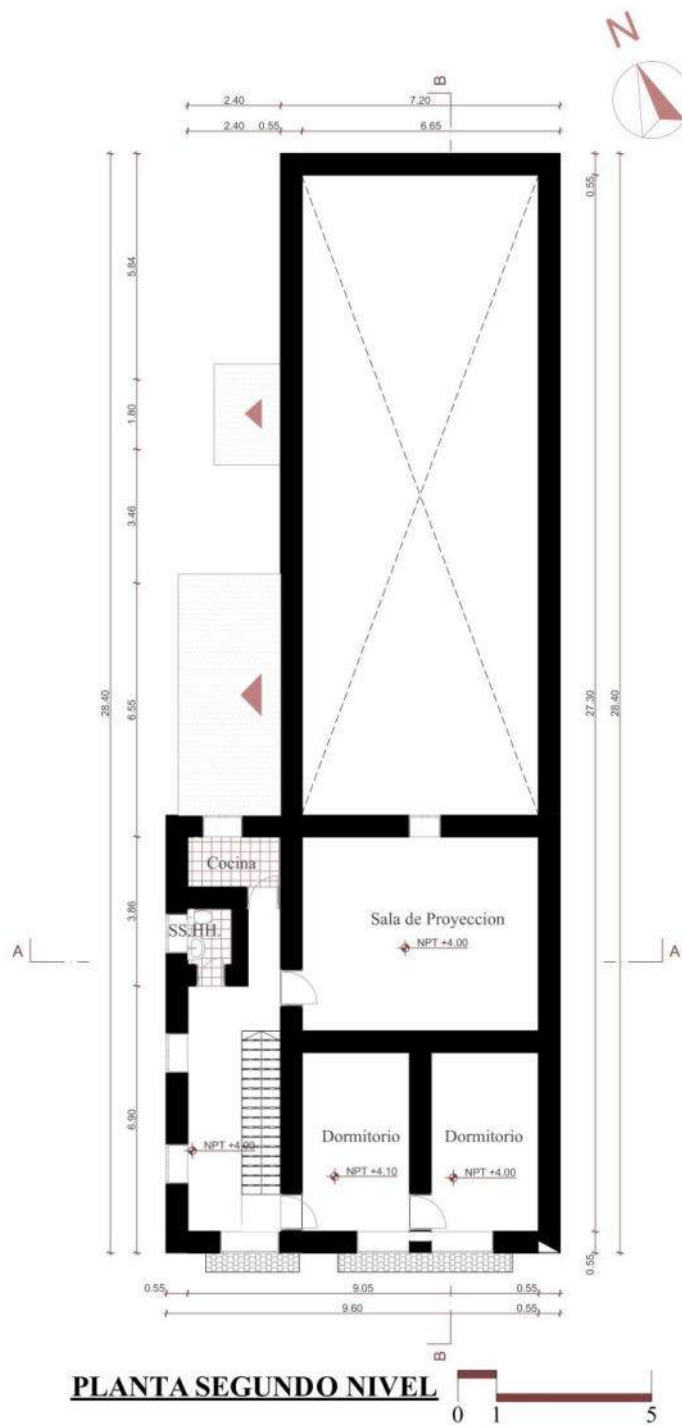 N
B
2.40 7.20
2.40 0.55 6.65
0.55
5.84
1.80
3.46
28.40
6.55
27.30
28.40
Cocina
3.86
SS.HH.
Sala de Proyeccion
NPT +4.00
A
A
6.90
Dormitorio
Dormitorio
NPT +4.00
NPT +4.10
NPT +4.00
0.55
0.55 9.05 0.55
9.60 0.55
B
PLANTA SEGUNDO NIVEL
0 1 5